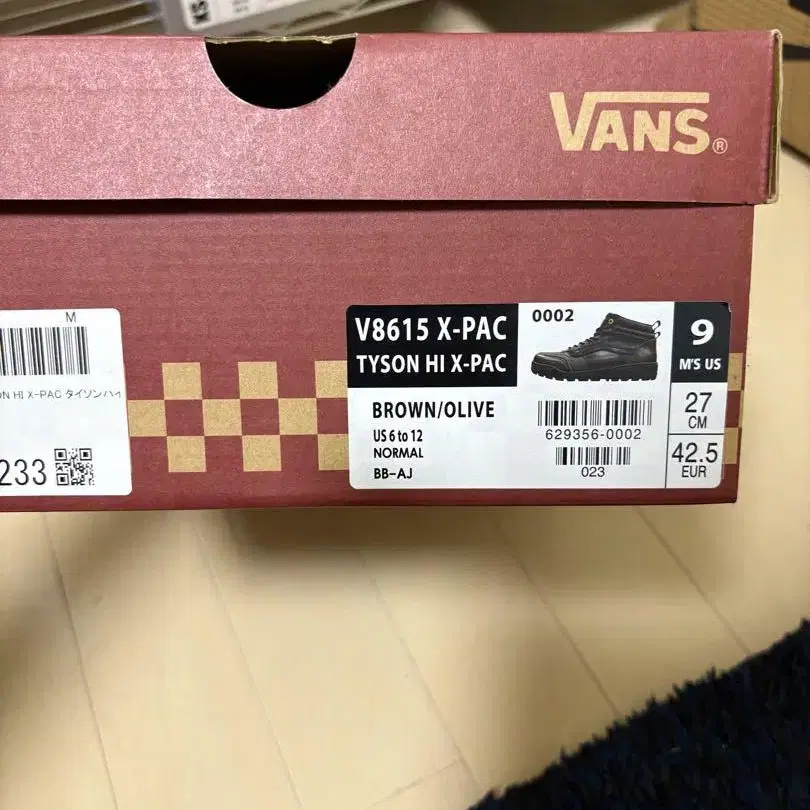 VANS®
M
ON HI X-PAC タイソンハイ
233
V8615 X-PAC
TYSON HI X-PAC
0002
9
M'S US
BROWN/OLIVE
27
CM
US 6 to 12
629356-0002
NORMAL
42.5
EUR
BB-AJ
023